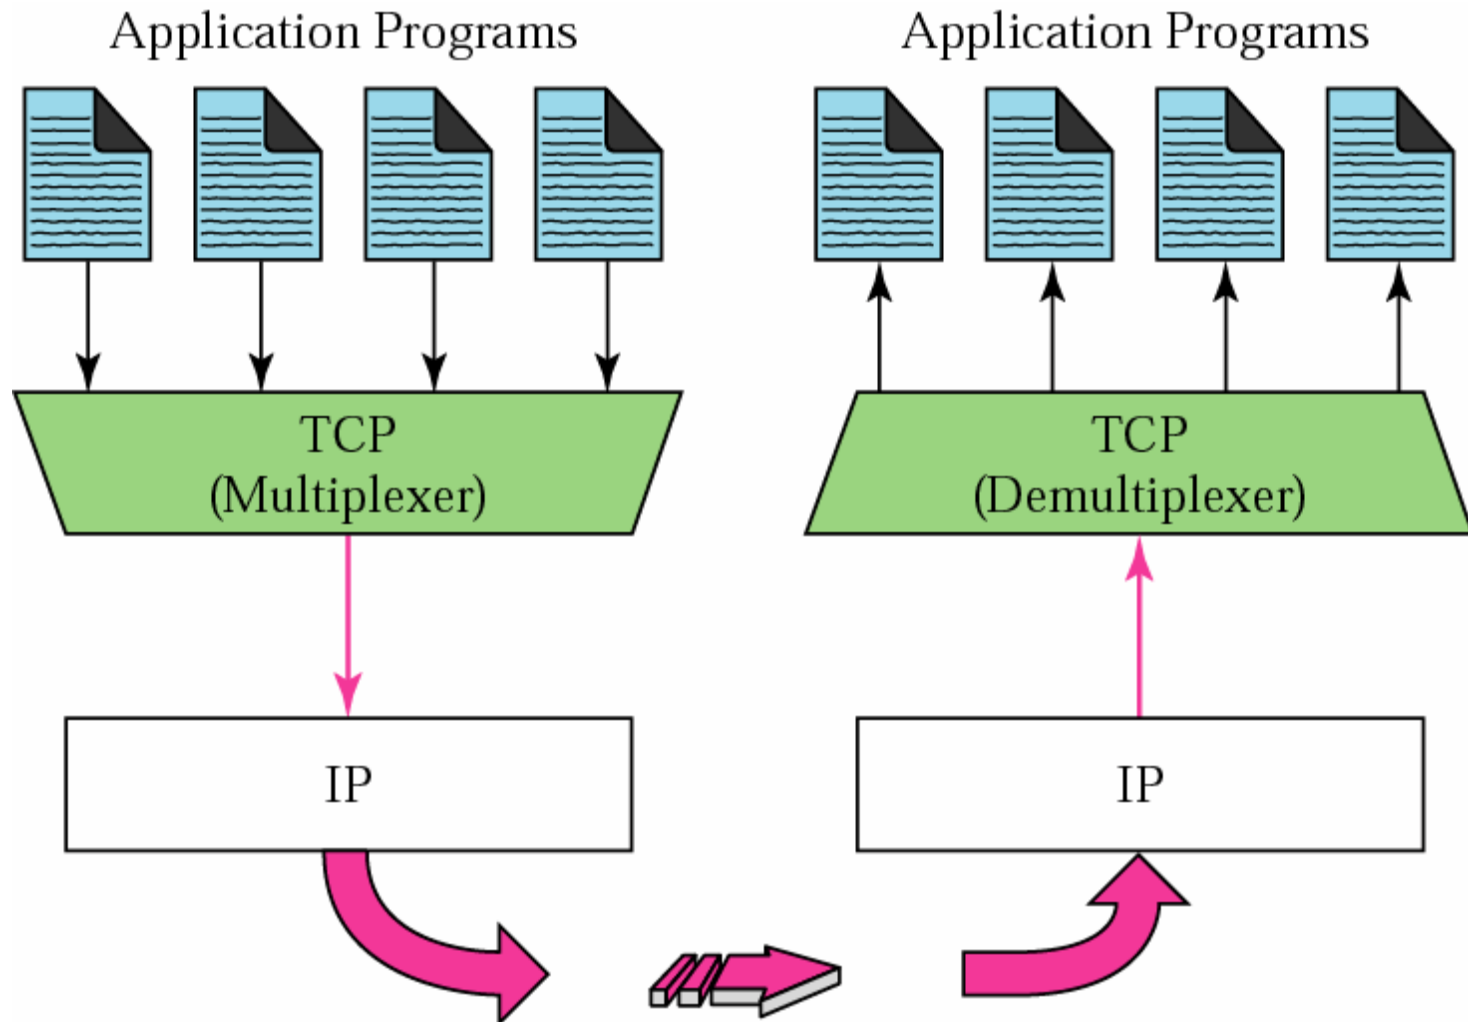 Application Programs
Application Programs
TCP
(Multiplexer)
TCP
(Demultiplexer)
IP
IP